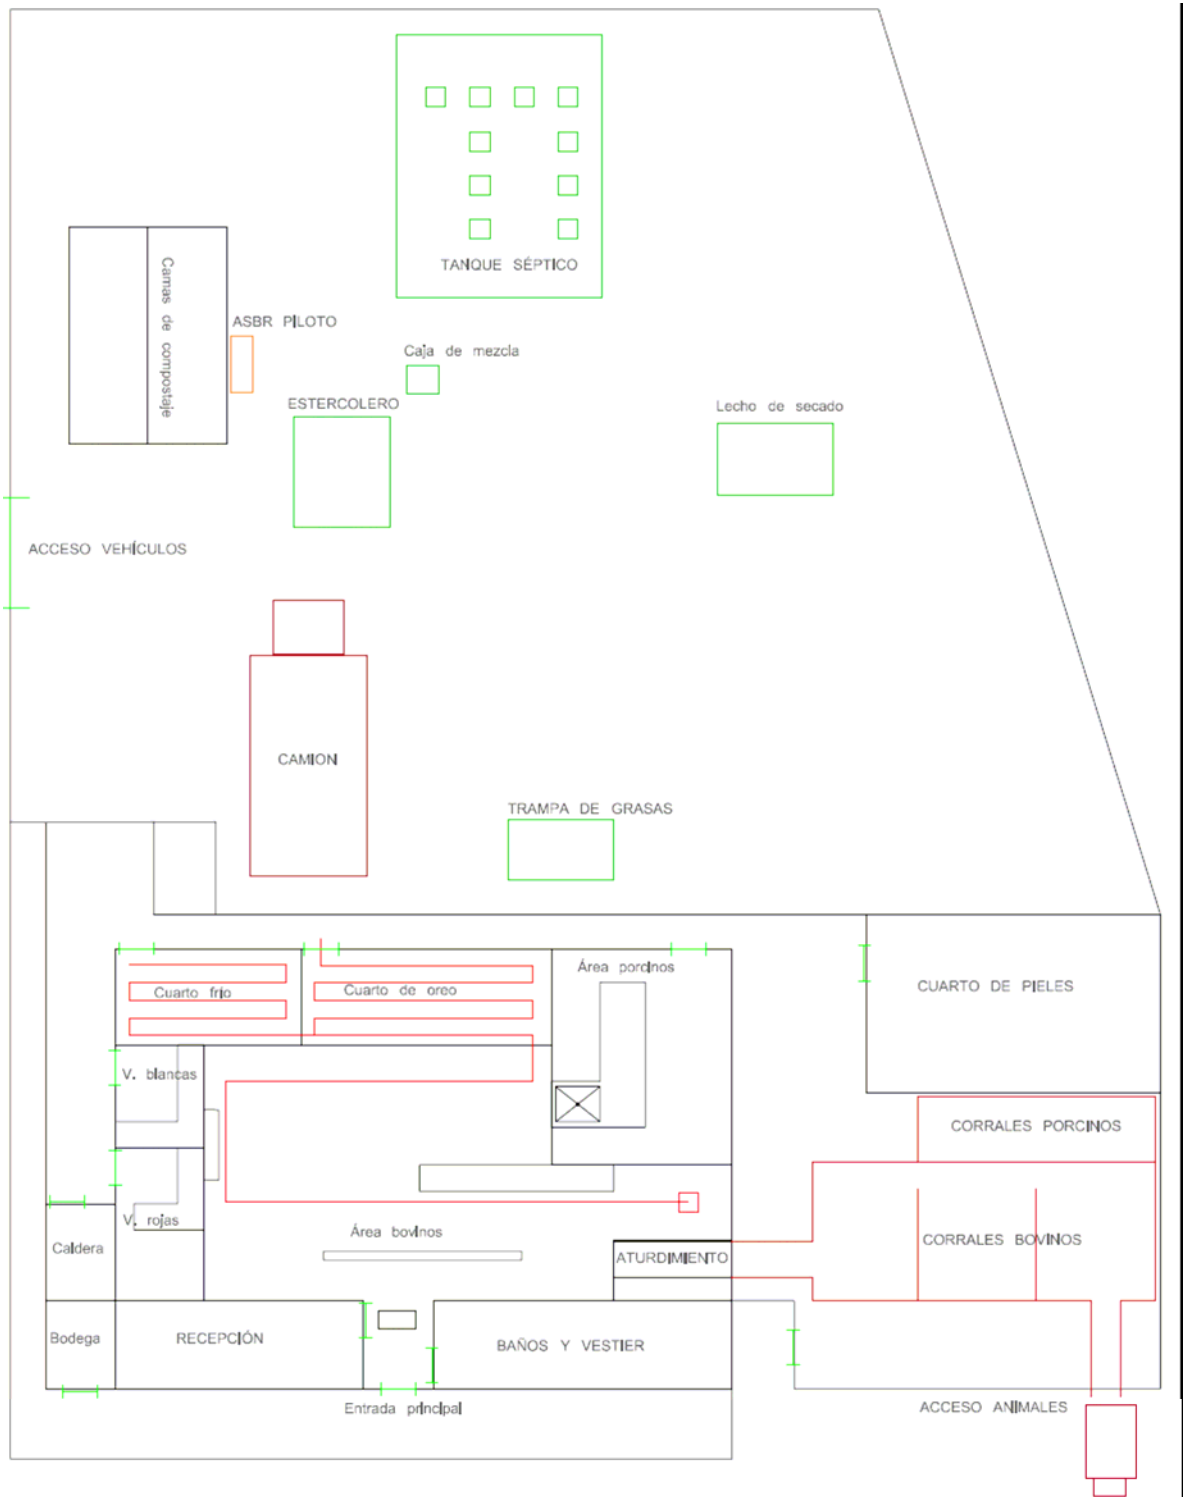 TANQUE SÉPTICO
Camas de compostaje
ASBR PILOTO
Caja de mezcla
ESTERCOLERO
Lecho de secado
ACCESO VEHÍCULOS
CAMION
TRAMPA DE GRASAS
Área porcinos
Cuarto frio
Cuarto de oreo
CUARTO DE PIELES
V. blancas
CORRALES PORCINOS
V. rojas
Área bovinos
CORRALES BOVINOS
Caldera
ATURDIMIENTO
Bodega
RECEPCIÓN
BAÑOS Y VESTIER
Entrada principal
ACCESO ANIMALES